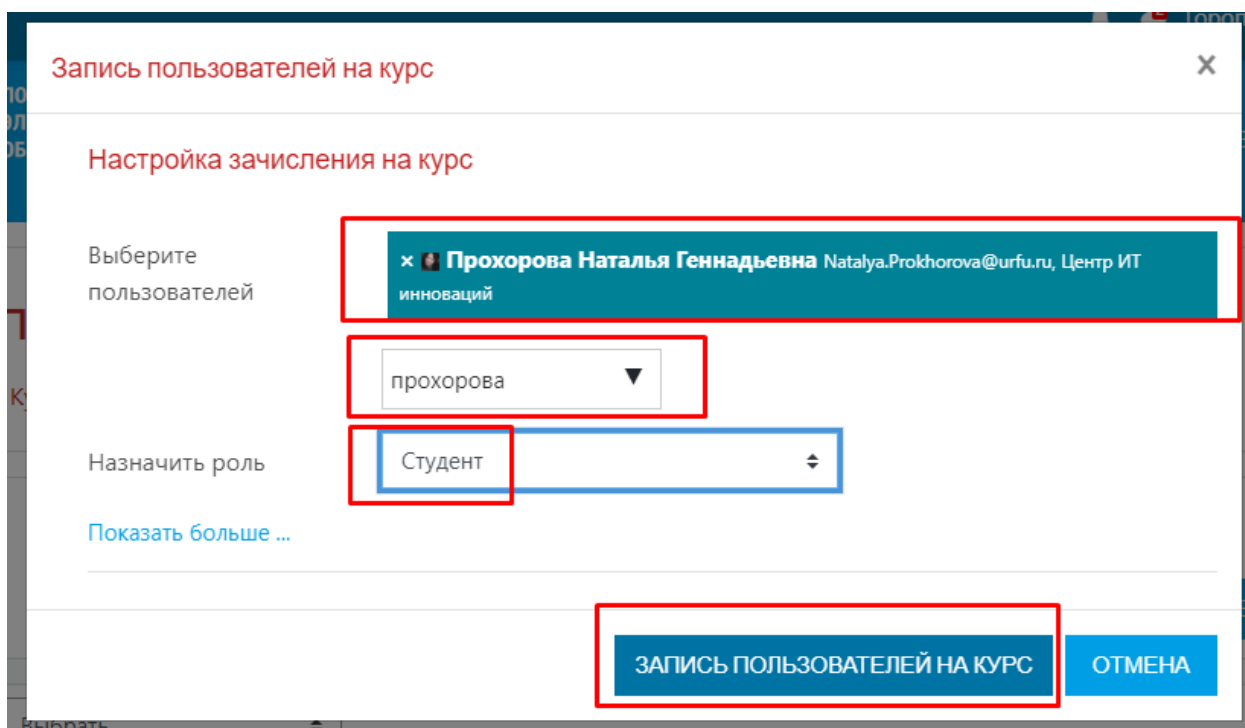 Запись пользователей на курс ×
Настройка зачисления на курс
Выберите
пользователей
× Прохорова Наталья Геннадьевна Natalya.Prokhorova@urfu.ru, Центр ИТ
инноваций
прохорова ▼
Назначить роль
Студент
Показать больше ...
ЗАПИСЬ ПОЛЬЗОВАТЕЛЕЙ НА КУРС
ОТМЕНА